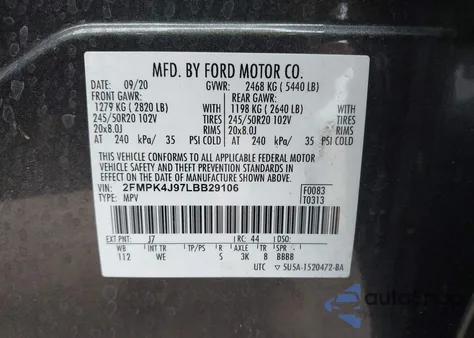 MFD. BY FORD MOTOR CO.
DATE: 09/20 GVWR: 2468 KG ( 5440 LB)
FRONT GAWR: REAR GAWR:
1279 KG ( 2820 LB) 1198 KG ( 2640 LB)
245/50R20 102V TIRES 245/50R20 102V
20x8.0J RIMS 20x8.0J
AT 240 kPa/ 35 PSI COLD AT 240 kPa/ 35 PSI COLD
THIS VEHICLE CONFORMS TO ALL APPLICABLE FEDERAL MOTOR
VEHICLE SAFETY, BUMPER, AND THEFT PREVENTION STANDARDS IN
EFFECT ON THE DATE OF MANUFACTURE SHOWN ABOVE.
VIN: 2FMPK4J97LBB29106 F0083
TYPE: MPV T0313
EXT PNT: J7 RC: 44 DSO:
WB INT TR TP/PS R AXLE TR SPR
112 WE S 3K 8 BBBB
UTC 5U5A-1520472-BA